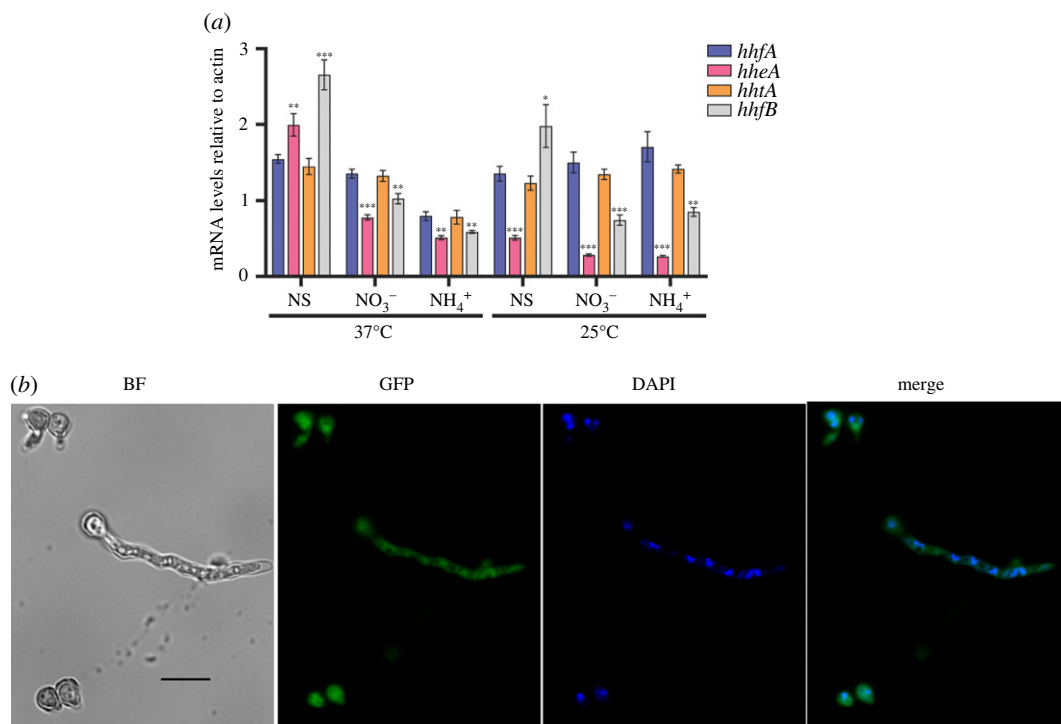 (a)
3
2
1
0
mRNA levels relative to actin
***
**
***
**
**
**
***
*
***
***
***
**
hhfA
hheA
hhtA
hhfB
NS NO₃⁻ NH₄⁺ NS NO₃⁻ NH₄⁺
37°C 25°C
(b) BF GFP DAPI merge